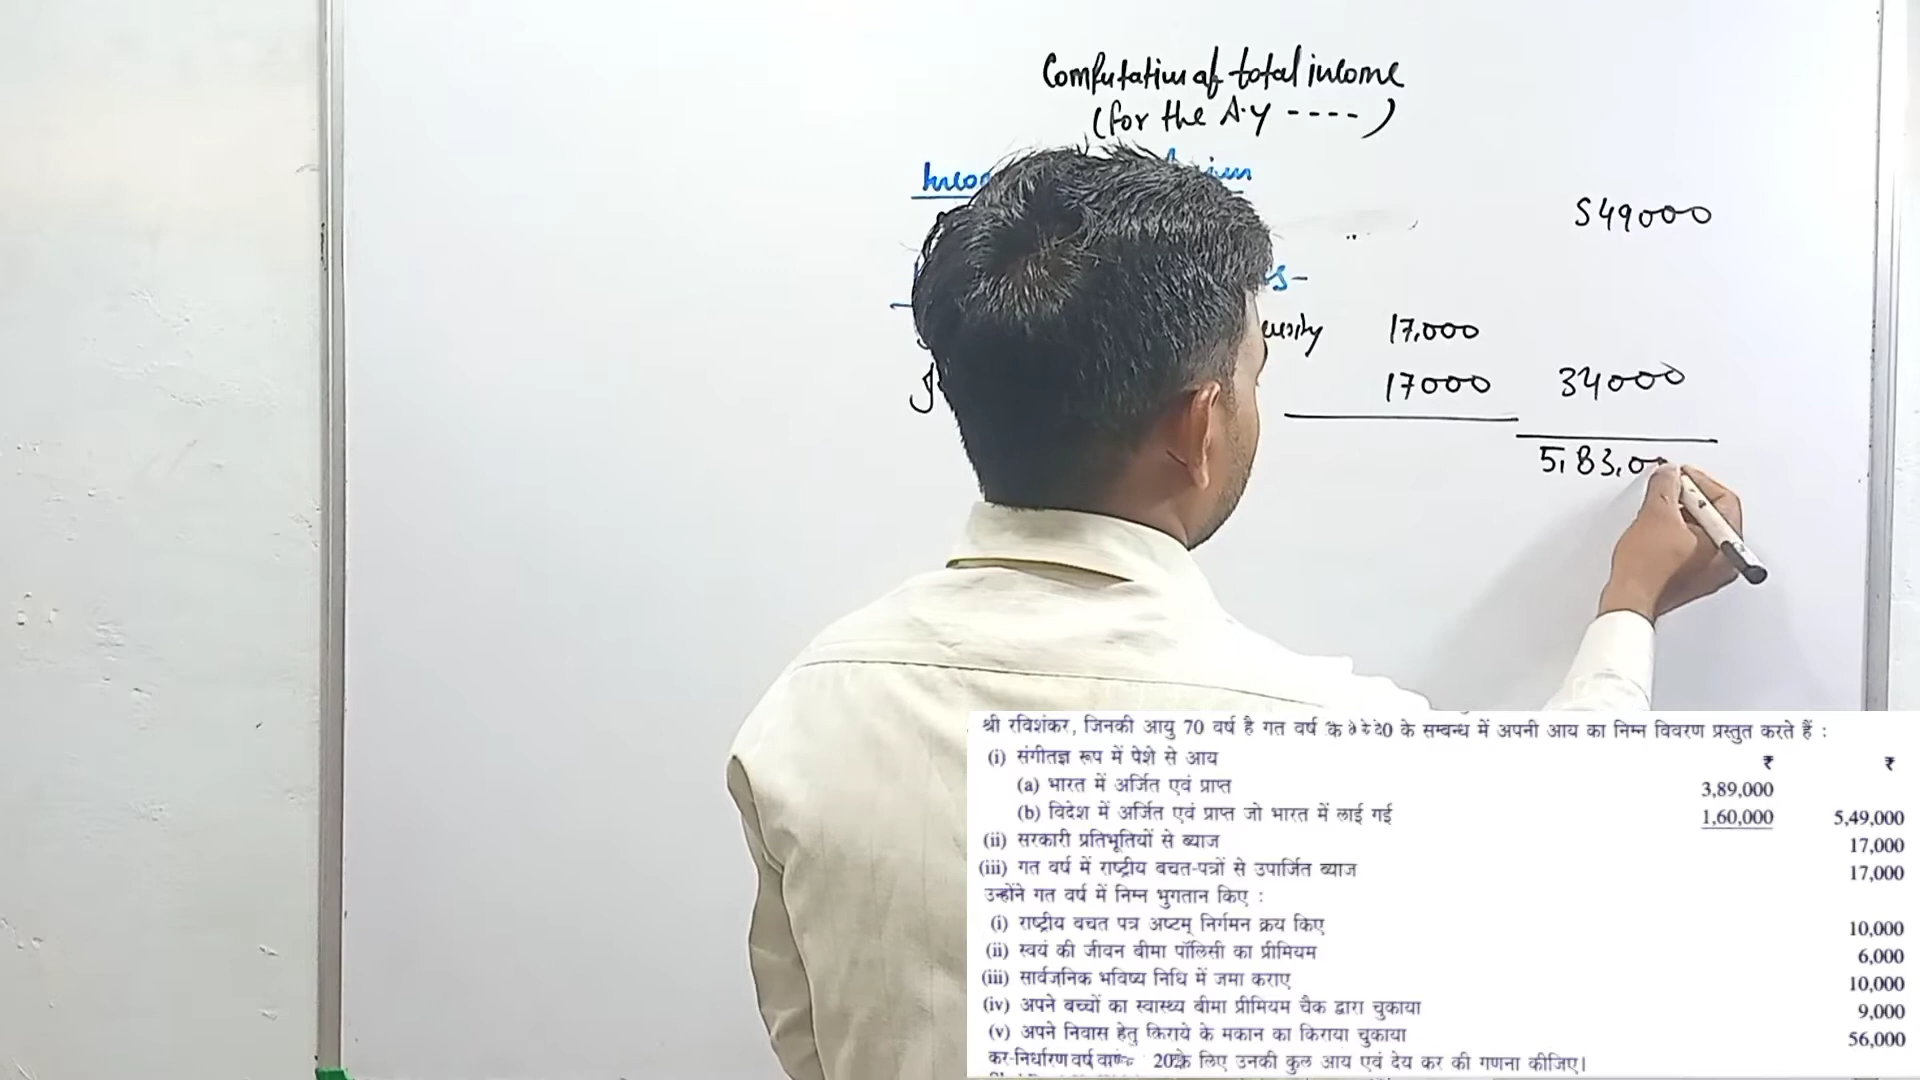 Computation of total income
(for the A.Y ----)
549000
17,000
17000 34000
5,83,0
श्री रविशंकर, जिनकी आयु 70 वर्ष है गत वर्ष के सम्बन्ध में अपनी आय का निम्न विवरण प्रस्तुत करते हैं :
(i) संगीतज्ञ रूप में पेशे से आय ₹ ₹
(a) भारत में अर्जित एवं प्राप्त 3,89,000
(b) विदेश में अर्जित एवं प्राप्त जो भारत में लाई गई 1,60,000 5,49,000
(ii) सरकारी प्रतिभूतियों से ब्याज 17,000
(iii) गत वर्ष में राष्ट्रीय बचत-पत्रों से उपार्जित ब्याज 17,000
उन्होंने गत वर्ष में निम्न भुगतान किए :
(i) राष्ट्रीय बचत पत्र अष्टम् निर्गमन क्रय किए 10,000
(ii) स्वयं की जीवन बीमा पॉलिसी का प्रीमियम 6,000
(iii) सार्वजनिक भविष्य निधि में जमा कराए 10,000
(iv) अपने बच्चों का स्वास्थ्य बीमा प्रीमियम चैक द्वारा चुकाया 9,000
(v) अपने निवास हेतु किराये के मकान का किराया चुकाया 56,000
कर-निर्धारण वर्ष के लिए उनकी कुल आय एवं देय कर की गणना कीजिए।